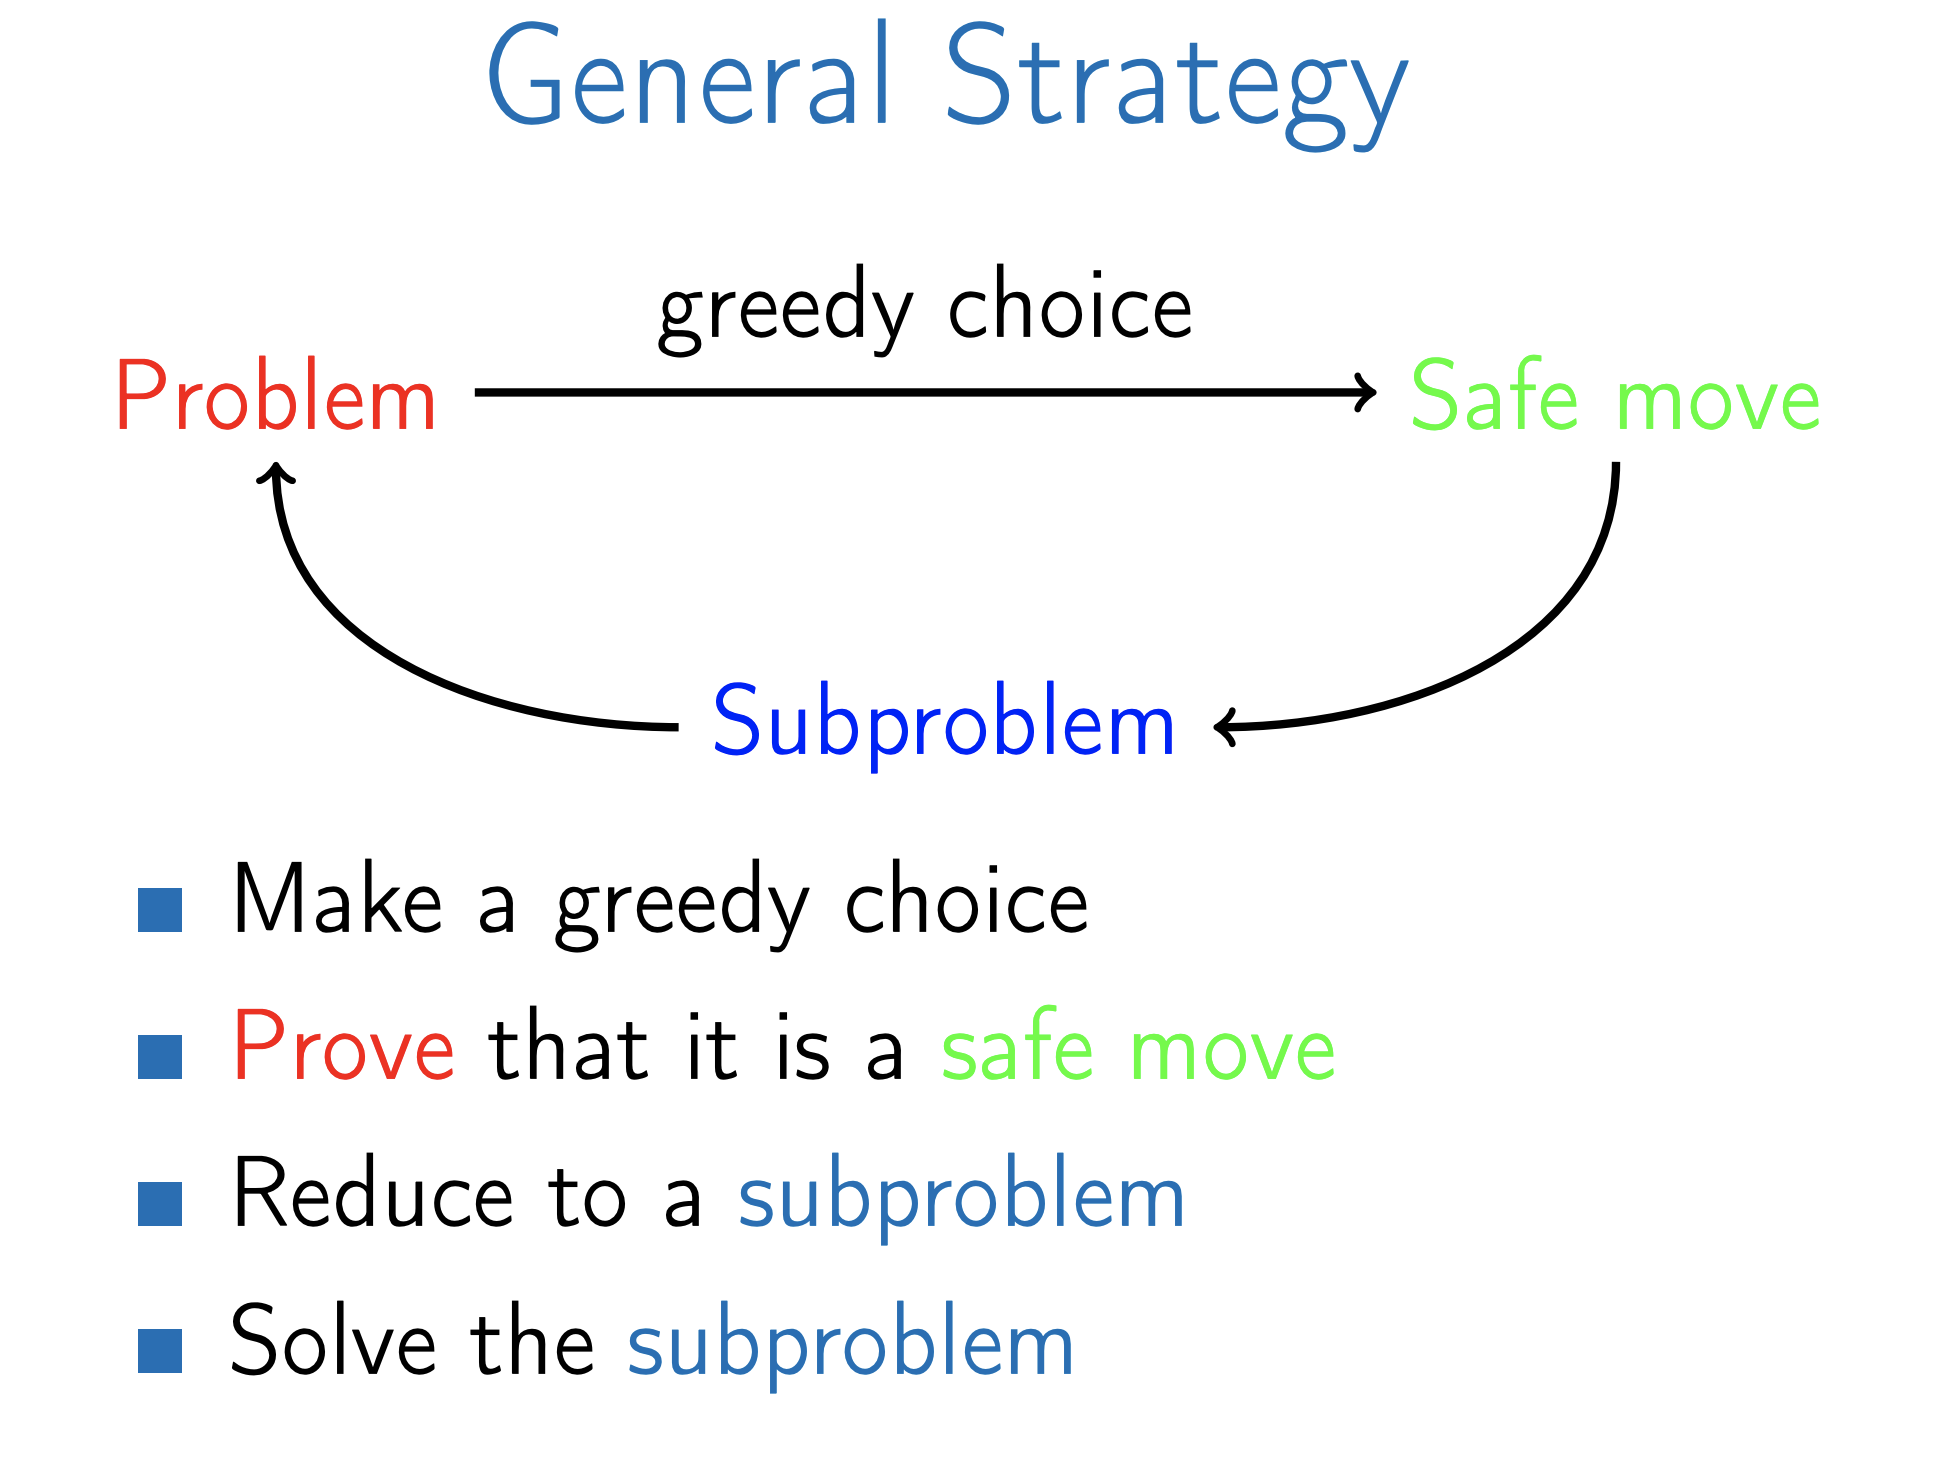 General Strategy
greedy choice
Problem
Safe move
Subproblem
Make a greedy choice
Prove that it is a safe move
Reduce to a subproblem
Solve the subproblem